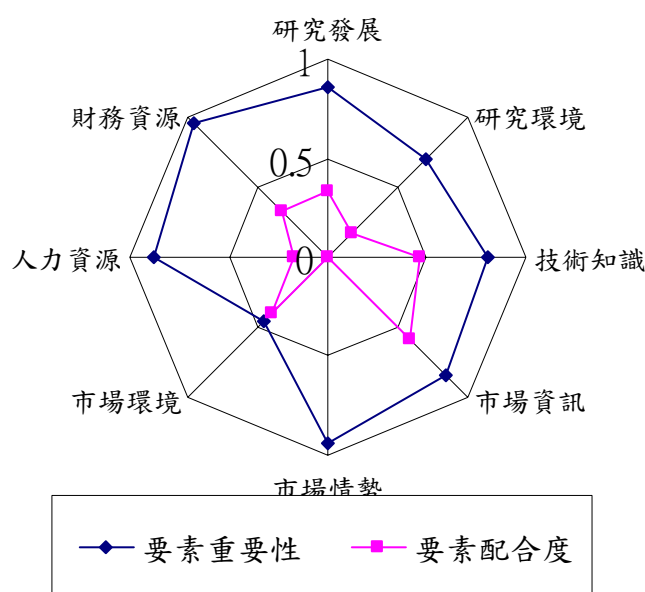 研究發展
1
財務資源
研究環境
0.5
人力資源
0
技術知識
市場環境
市場資訊
市場情勢
要素重要性
要素配合度